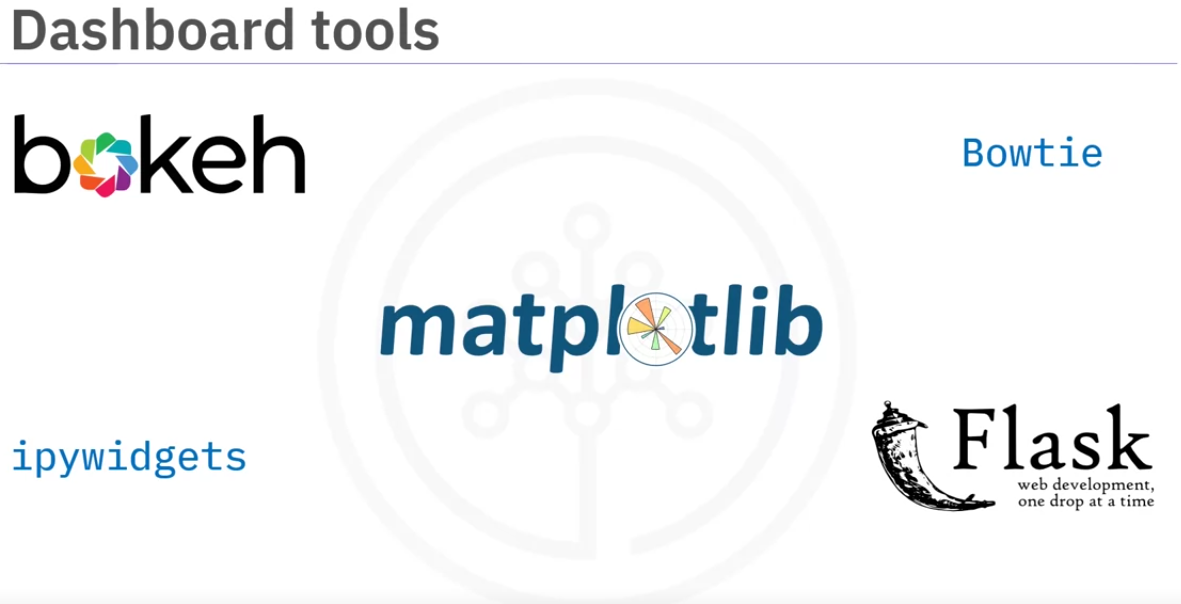 Dashboard tools
bokeh
Bowtie
matplotlib
ipywidgets
Flask
web development,
one drop at a time